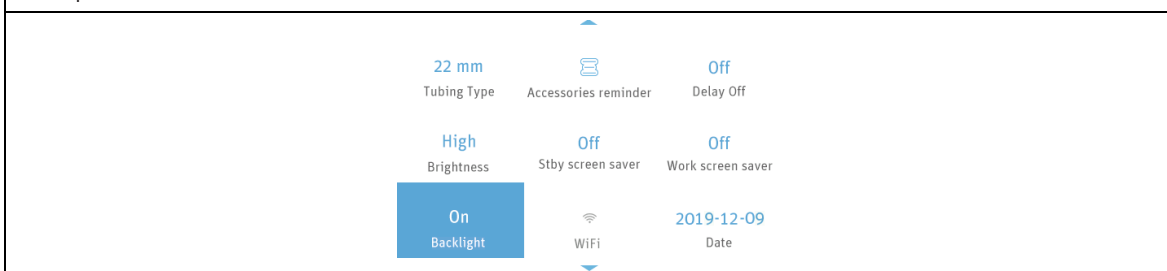 22 mm Off
Tubing Type Accessories reminder Delay Off
High Off Off
Brightness Stby screen saver Work screen saver
On 2019-12-09
Backlight WiFi Date